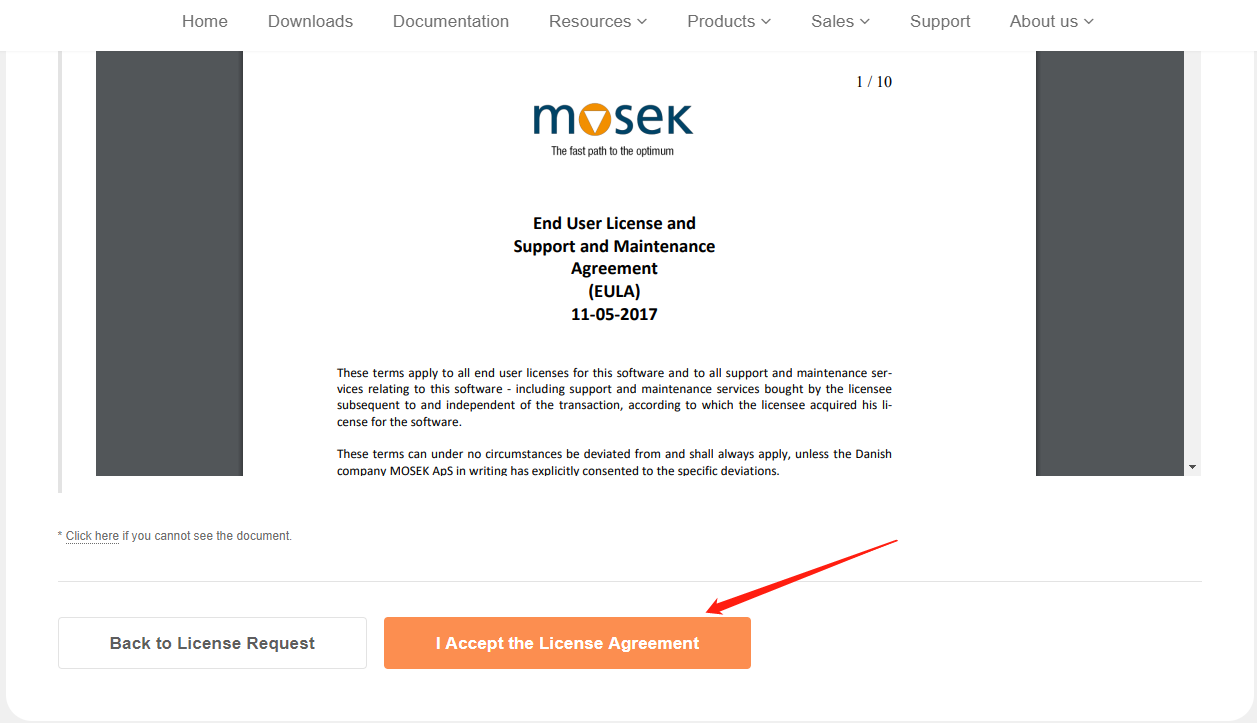 Home Downloads Documentation Resources Products Sales Support About us
1 / 10
mosek
The fast path to the optimum
End User License and
Support and Maintenance
Agreement
(EULA)
11-05-2017
These terms apply to all end user licenses for this software and to all support and maintenance ser-
vices relating to this software - including support and maintenance services bought by the licensee
subsequent to and independent of the transaction, according to which the licensee acquired his li-
cense for the software.
These terms can under no circumstances be deviated from and shall always apply, unless the Danish
company MOSEK ApS in writing has explicitly consented to the specific deviations.
* Click here if you cannot see the document.
Back to License Request I Accept the License Agreement